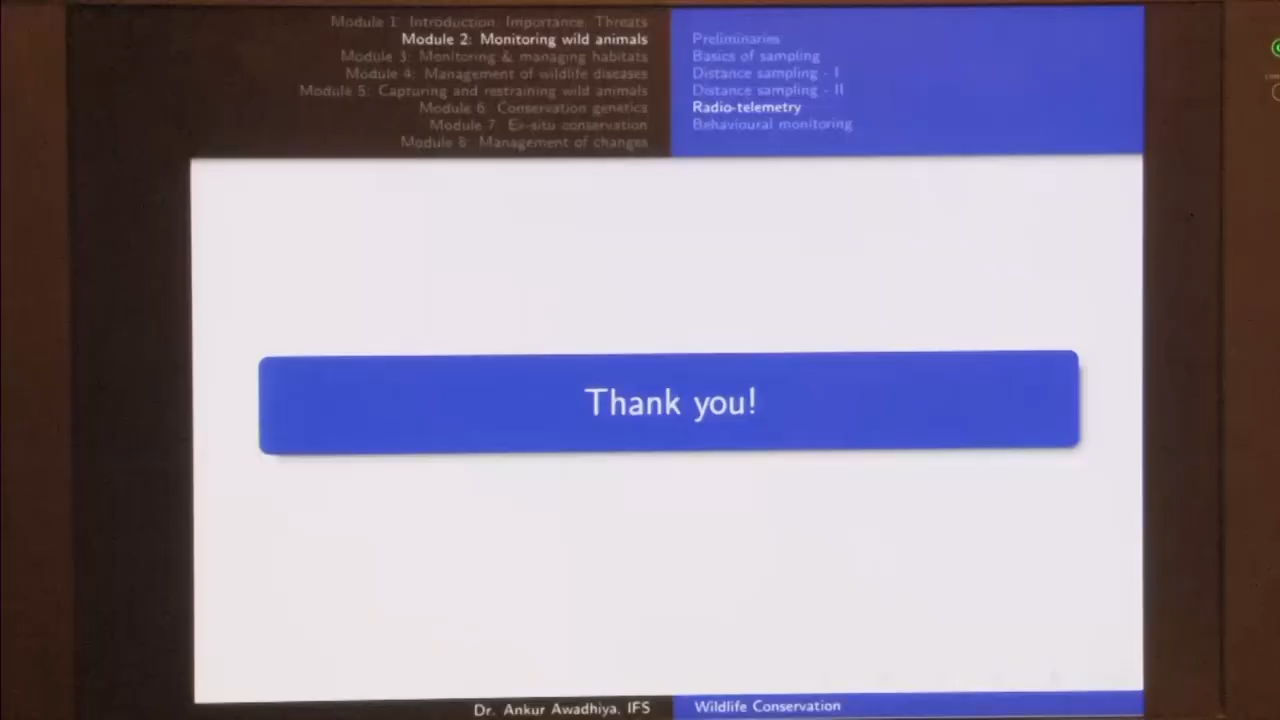 Module 1: Introduction, Importance, Threats
Module 2: Monitoring wild animals
Module 3: Monitoring & managing habitats
Module 4: Management of wildlife diseases
Module 5: Capturing and restraining wild animals
Module 6: Conservation genetics
Module 7: Ex-situ conservation
Module 8: Management of changes
Preliminaries
Basics of sampling
Distance sampling - I
Distance sampling - II
Radio-telemetry
Behavioural monitoring
Thank you!
Dr. Ankur Awadhiya, IFS
Wildlife Conservation